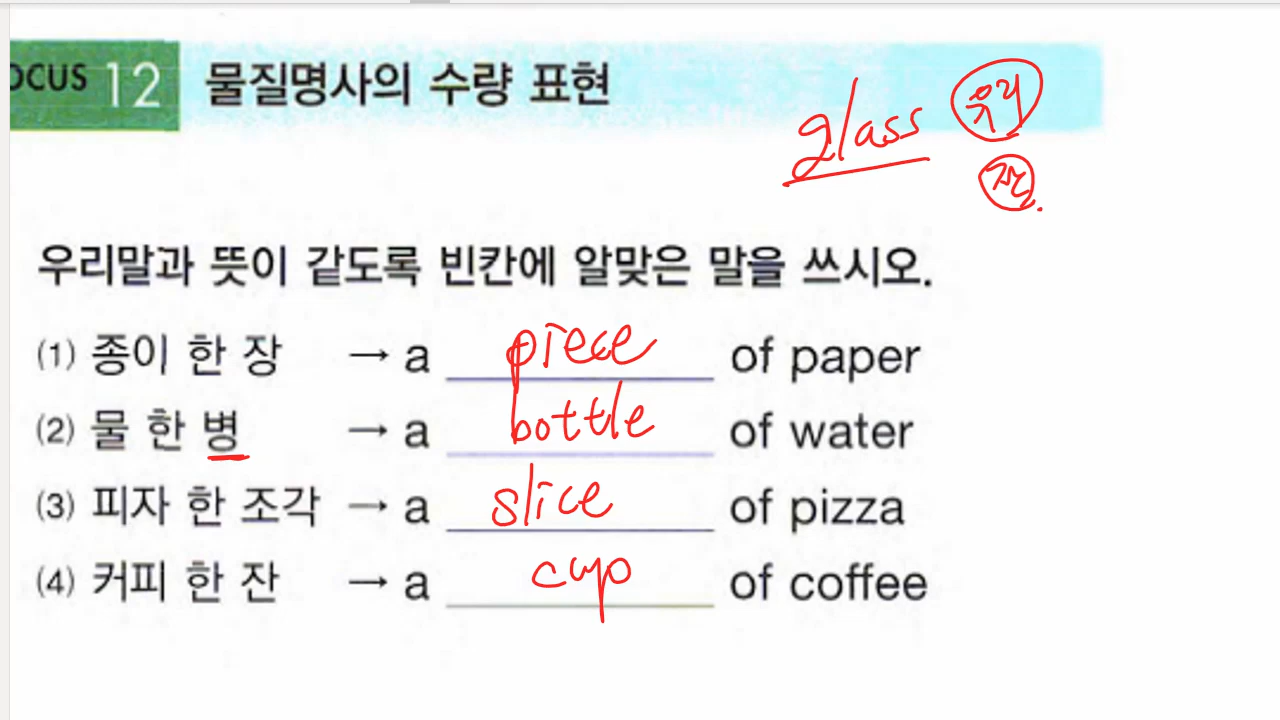 OCUS 12 물질명사의 수량 표현
glass 유리
잔.
우리말과 뜻이 같도록 빈칸에 알맞은 말을 쓰시오.
(1) 종이 한 장 → a piece of paper
(2) 물 한 병 → a bottle of water
(3) 피자 한 조각 → a slice of pizza
(4) 커피 한 잔 → a cup of coffee